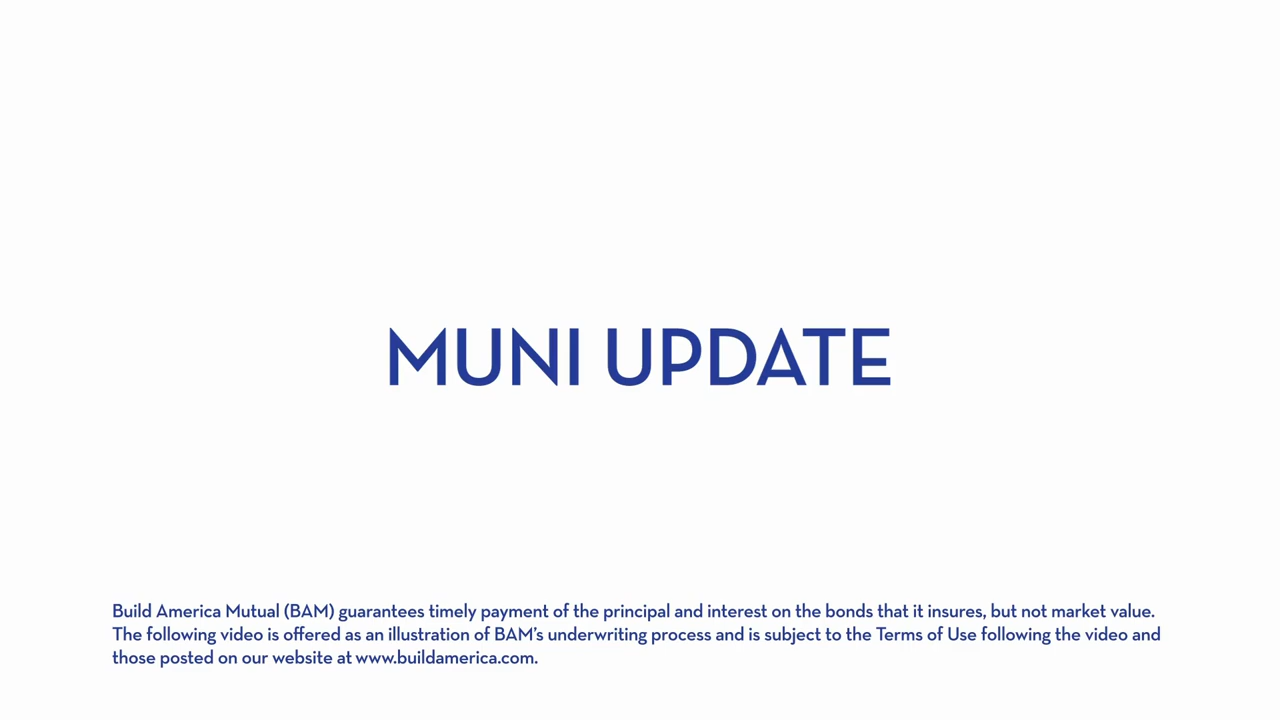 MUNI UPDATE
Build America Mutual (BAM) guarantees timely payment of the principal and interest on the bonds that it insures, but not market value.
The following video is offered as an illustration of BAM’s underwriting process and is subject to the Terms of Use following the video and
those posted on our website at www.buildamerica.com.